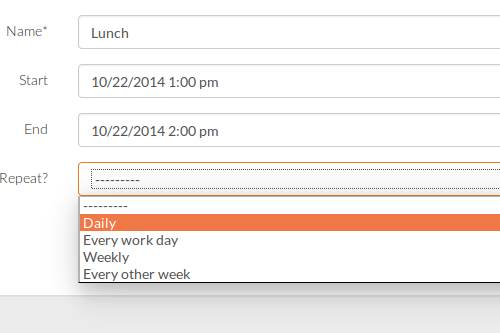 Name*
Lunch
Start
10/22/2014 1:00 pm
End
10/22/2014 2:00 pm
Repeat?
---------
---------
Daily
Every work day
Weekly
Every other week